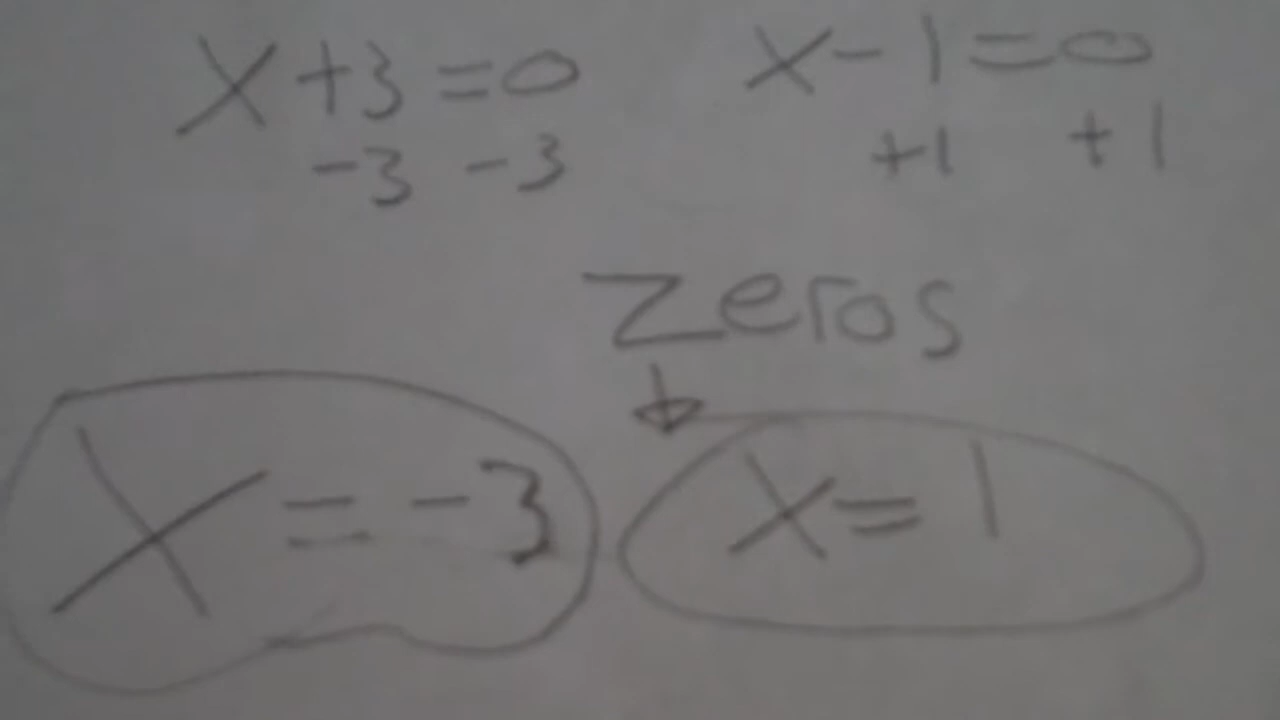 x+3=0 x-1=0
-3 -3 +1 +1
zeros
x=-3 x=1